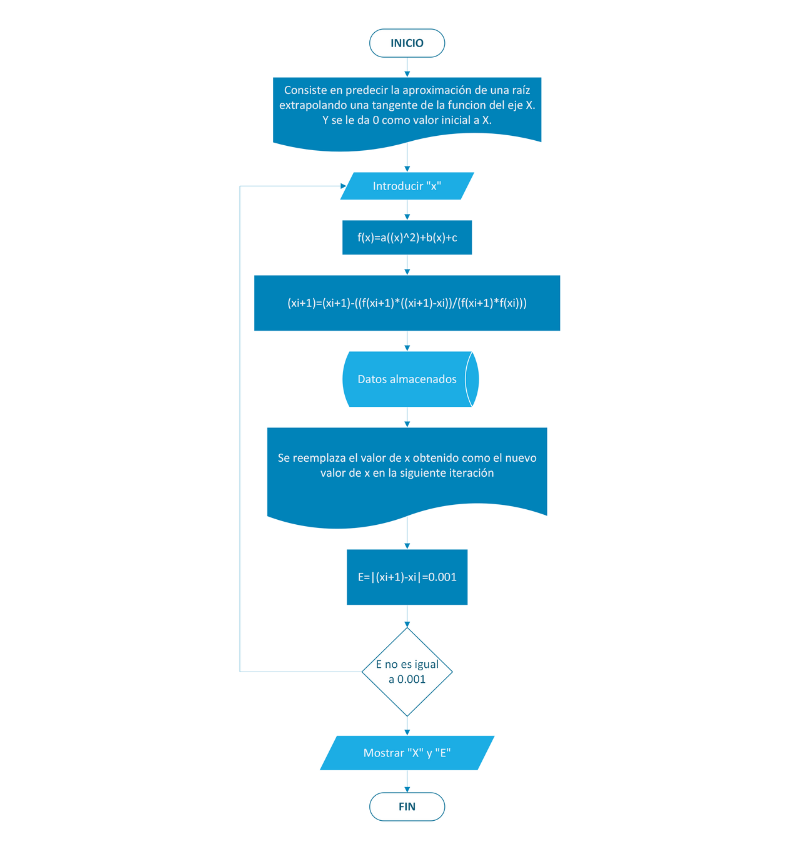 INICIO
Consiste en predecir la aproximación de una raíz
extrapolando una tangente de la funcion del eje X.
Y se le da 0 como valor inicial a X.
Introducir "x"
f(x)=a((x)^2)+b(x)+c
(xi+1)=(xi+1)-((f(xi+1)*((xi+1)-xi))/(f(xi+1)*f(xi)))
Datos almacenados
Se reemplaza el valor de x obtenido como el nuevo
valor de x en la siguiente iteración
E=|(xi+1)-xi|=0.001
E no es igual
a 0.001
Mostrar "X" y "E"
FIN